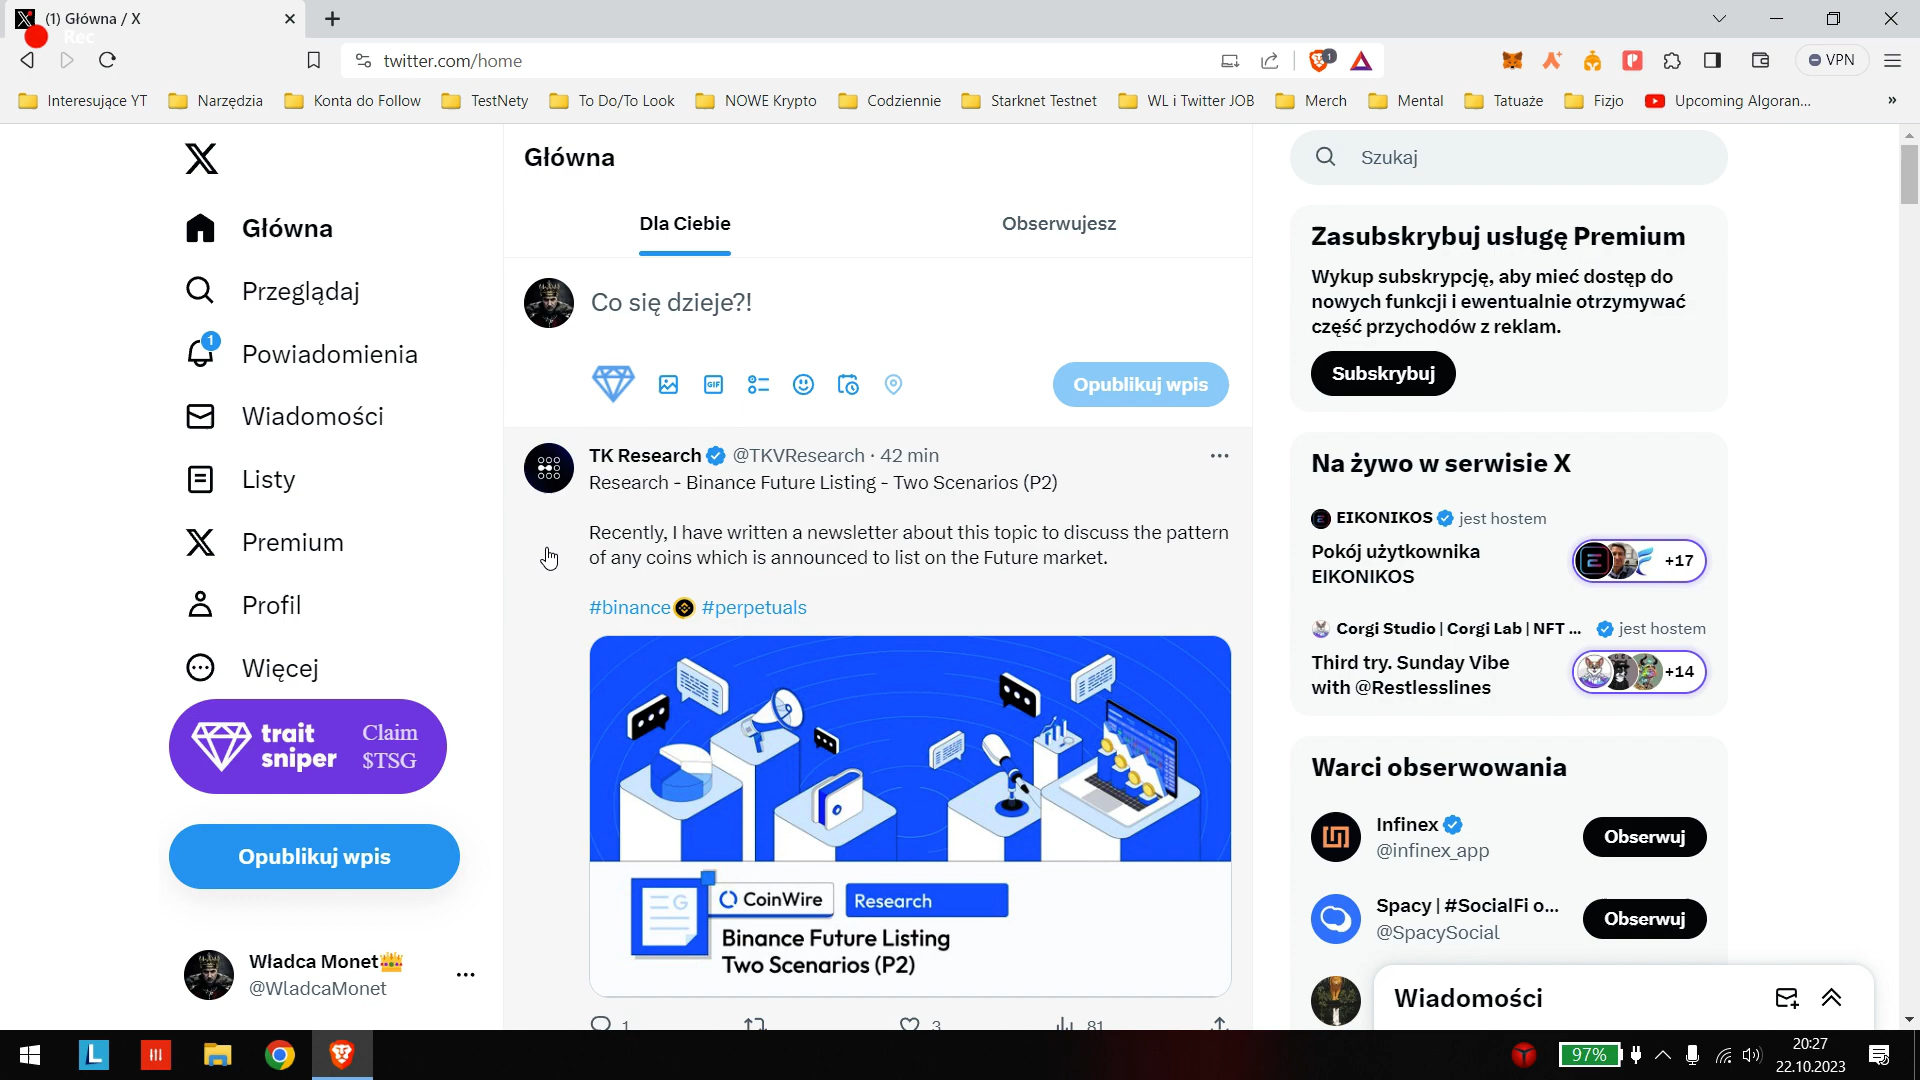 (1) Główna / X
Rec
twitter.com/home
1
VPN
Interesujące YT
Narzędzia
Konta do Follow
TestNety
To Do/To Look
NOWE Krypto
Codziennie
Starknet Testnet
WL i Twitter JOB
Merch
Mental
Tatuaże
Fizjo
Upcoming Algoran...
»
Główna
Przeglądaj
1
Powiadomienia
Wiadomości
Listy
Premium
Profil
Więcej
trait
sniper
Claim
$TSG
Opublikuj wpis
Władca Monet
@WladcaMonet
Główna
Dla Ciebie
Obserwujesz
Co się dzieje?!
GIF
Opublikuj wpis
TK Research @TKVResearch · 42 min
Research - Binance Future Listing - Two Scenarios (P2)
Recently, I have written a newsletter about this topic to discuss the pattern
of any coins which is announced to list on the Future market.
#binance #perpetuals
CoinWire
Research
Binance Future Listing
Two Scenarios (P2)
1
3
81
Szukaj
Zasubskrybuj usługę Premium
Wykup subskrypcję, aby mieć dostęp do
nowych funkcji i ewentualnie otrzymywać
część przychodów z reklam.
Subskrybuj
Na żywo w serwisie X
EIKONIKOS jest hostem
Pokój użytkownika
EIKONIKOS
+17
Corgi Studio | Corgi Lab | NFT ... jest hostem
Third try. Sunday Vibe
with @Restlesslines
+14
Warci obserwowania
Infinex
@infinex_app
Obserwuj
Spacy | #SocialFi o...
@SpacySocial
Obserwuj
Wiadomości
97%
20:27
22.10.2023